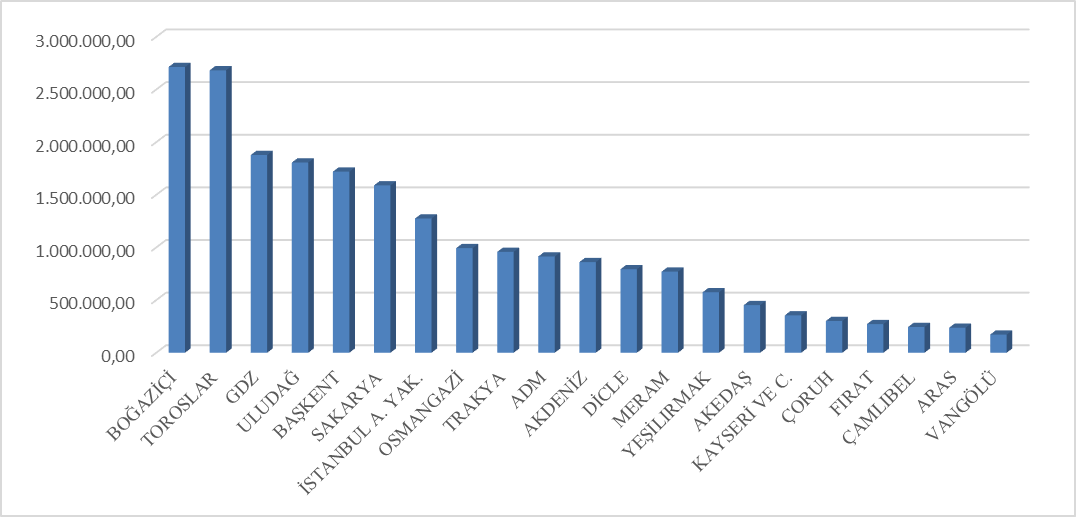 3.000.000,00
2.500.000,00
2.000.000,00
1.500.000,00
1.000.000,00
500.000,00
0,00
BOĞAZİÇİ
TOROSLAR
GDZ
ULUDAĞ
BAŞKENT
SAKARYA
İSTANBUL A. YAK.
OSMANGAZİ
TRAKYA
ADM
AKDENİZ
DİCLE
MERAM
YEŞİLIRMAK
AKEDAŞ
KAYSERİ VE C.
ÇORUH
FIRAT
ÇAMLIBEL
ARAS
VANGÖLÜ